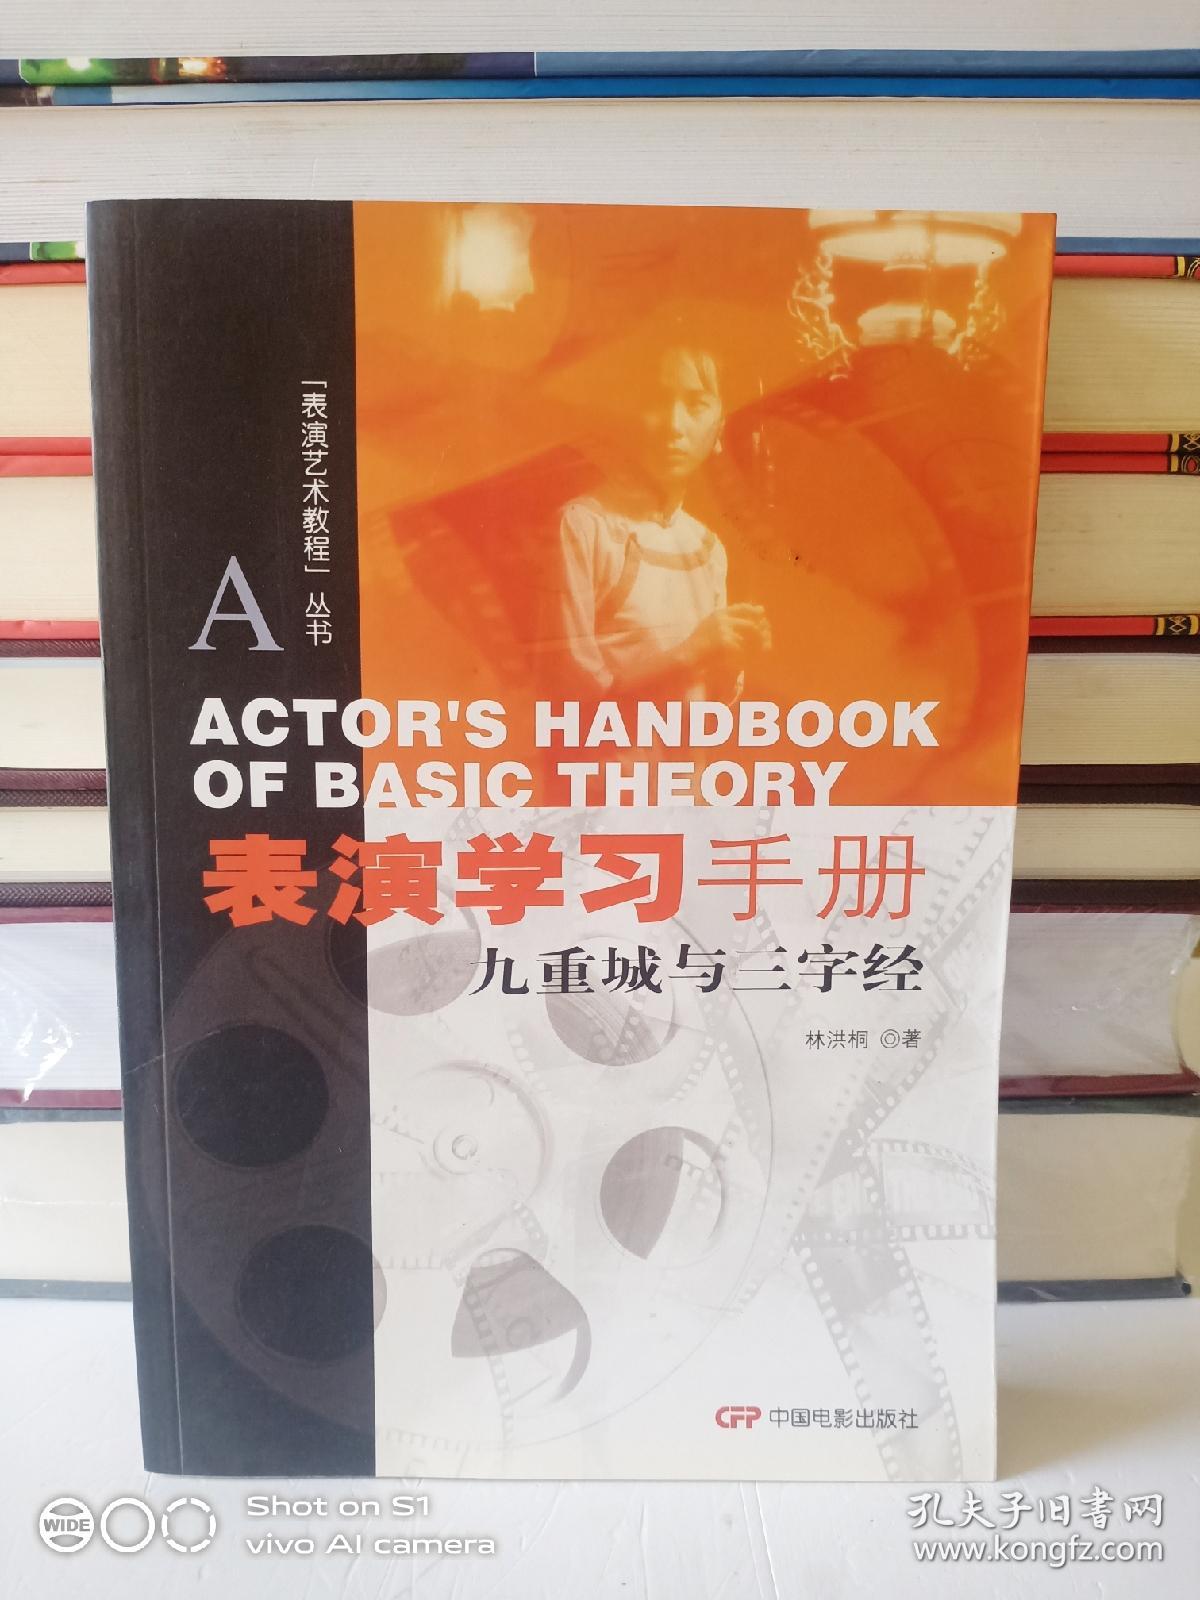 「表演艺术教程」丛书
A
ACTOR'S HANDBOOK
OF BASIC THEORY
表演学习手册
九重城与三字经
林洪桐 ◎著
CFP 中国电影出版社
WIDE
Shot on S1
vivo AI camera
孔夫子旧书网
www.kongfz.com